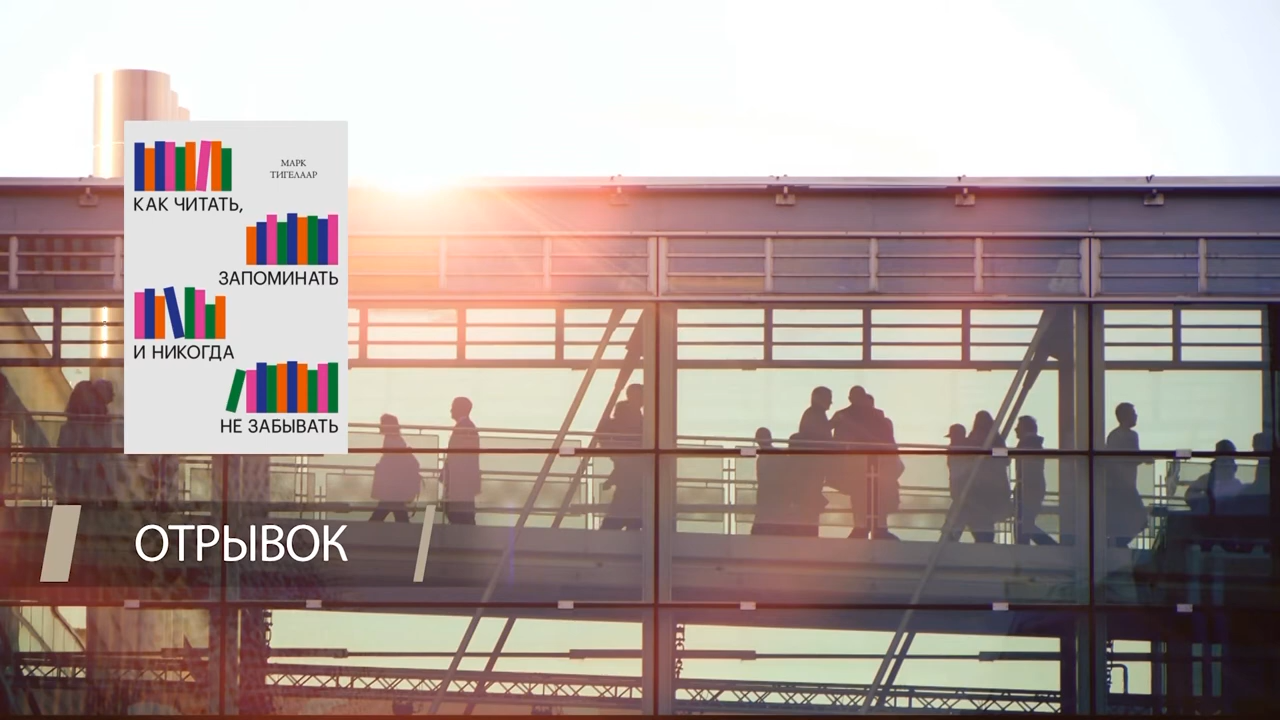 МАРК
ТИГЕЛААР
КАК ЧИТАТЬ,
ЗАПОМИНАТЬ
И НИКОГДА
НЕ ЗАБЫВАТЬ
ОТРЫВОК